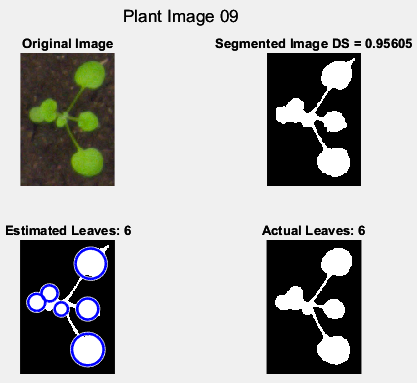 Plant Image 09
Original Image
Segmented Image DS = 0.95605
Estimated Leaves: 6
Actual Leaves: 6